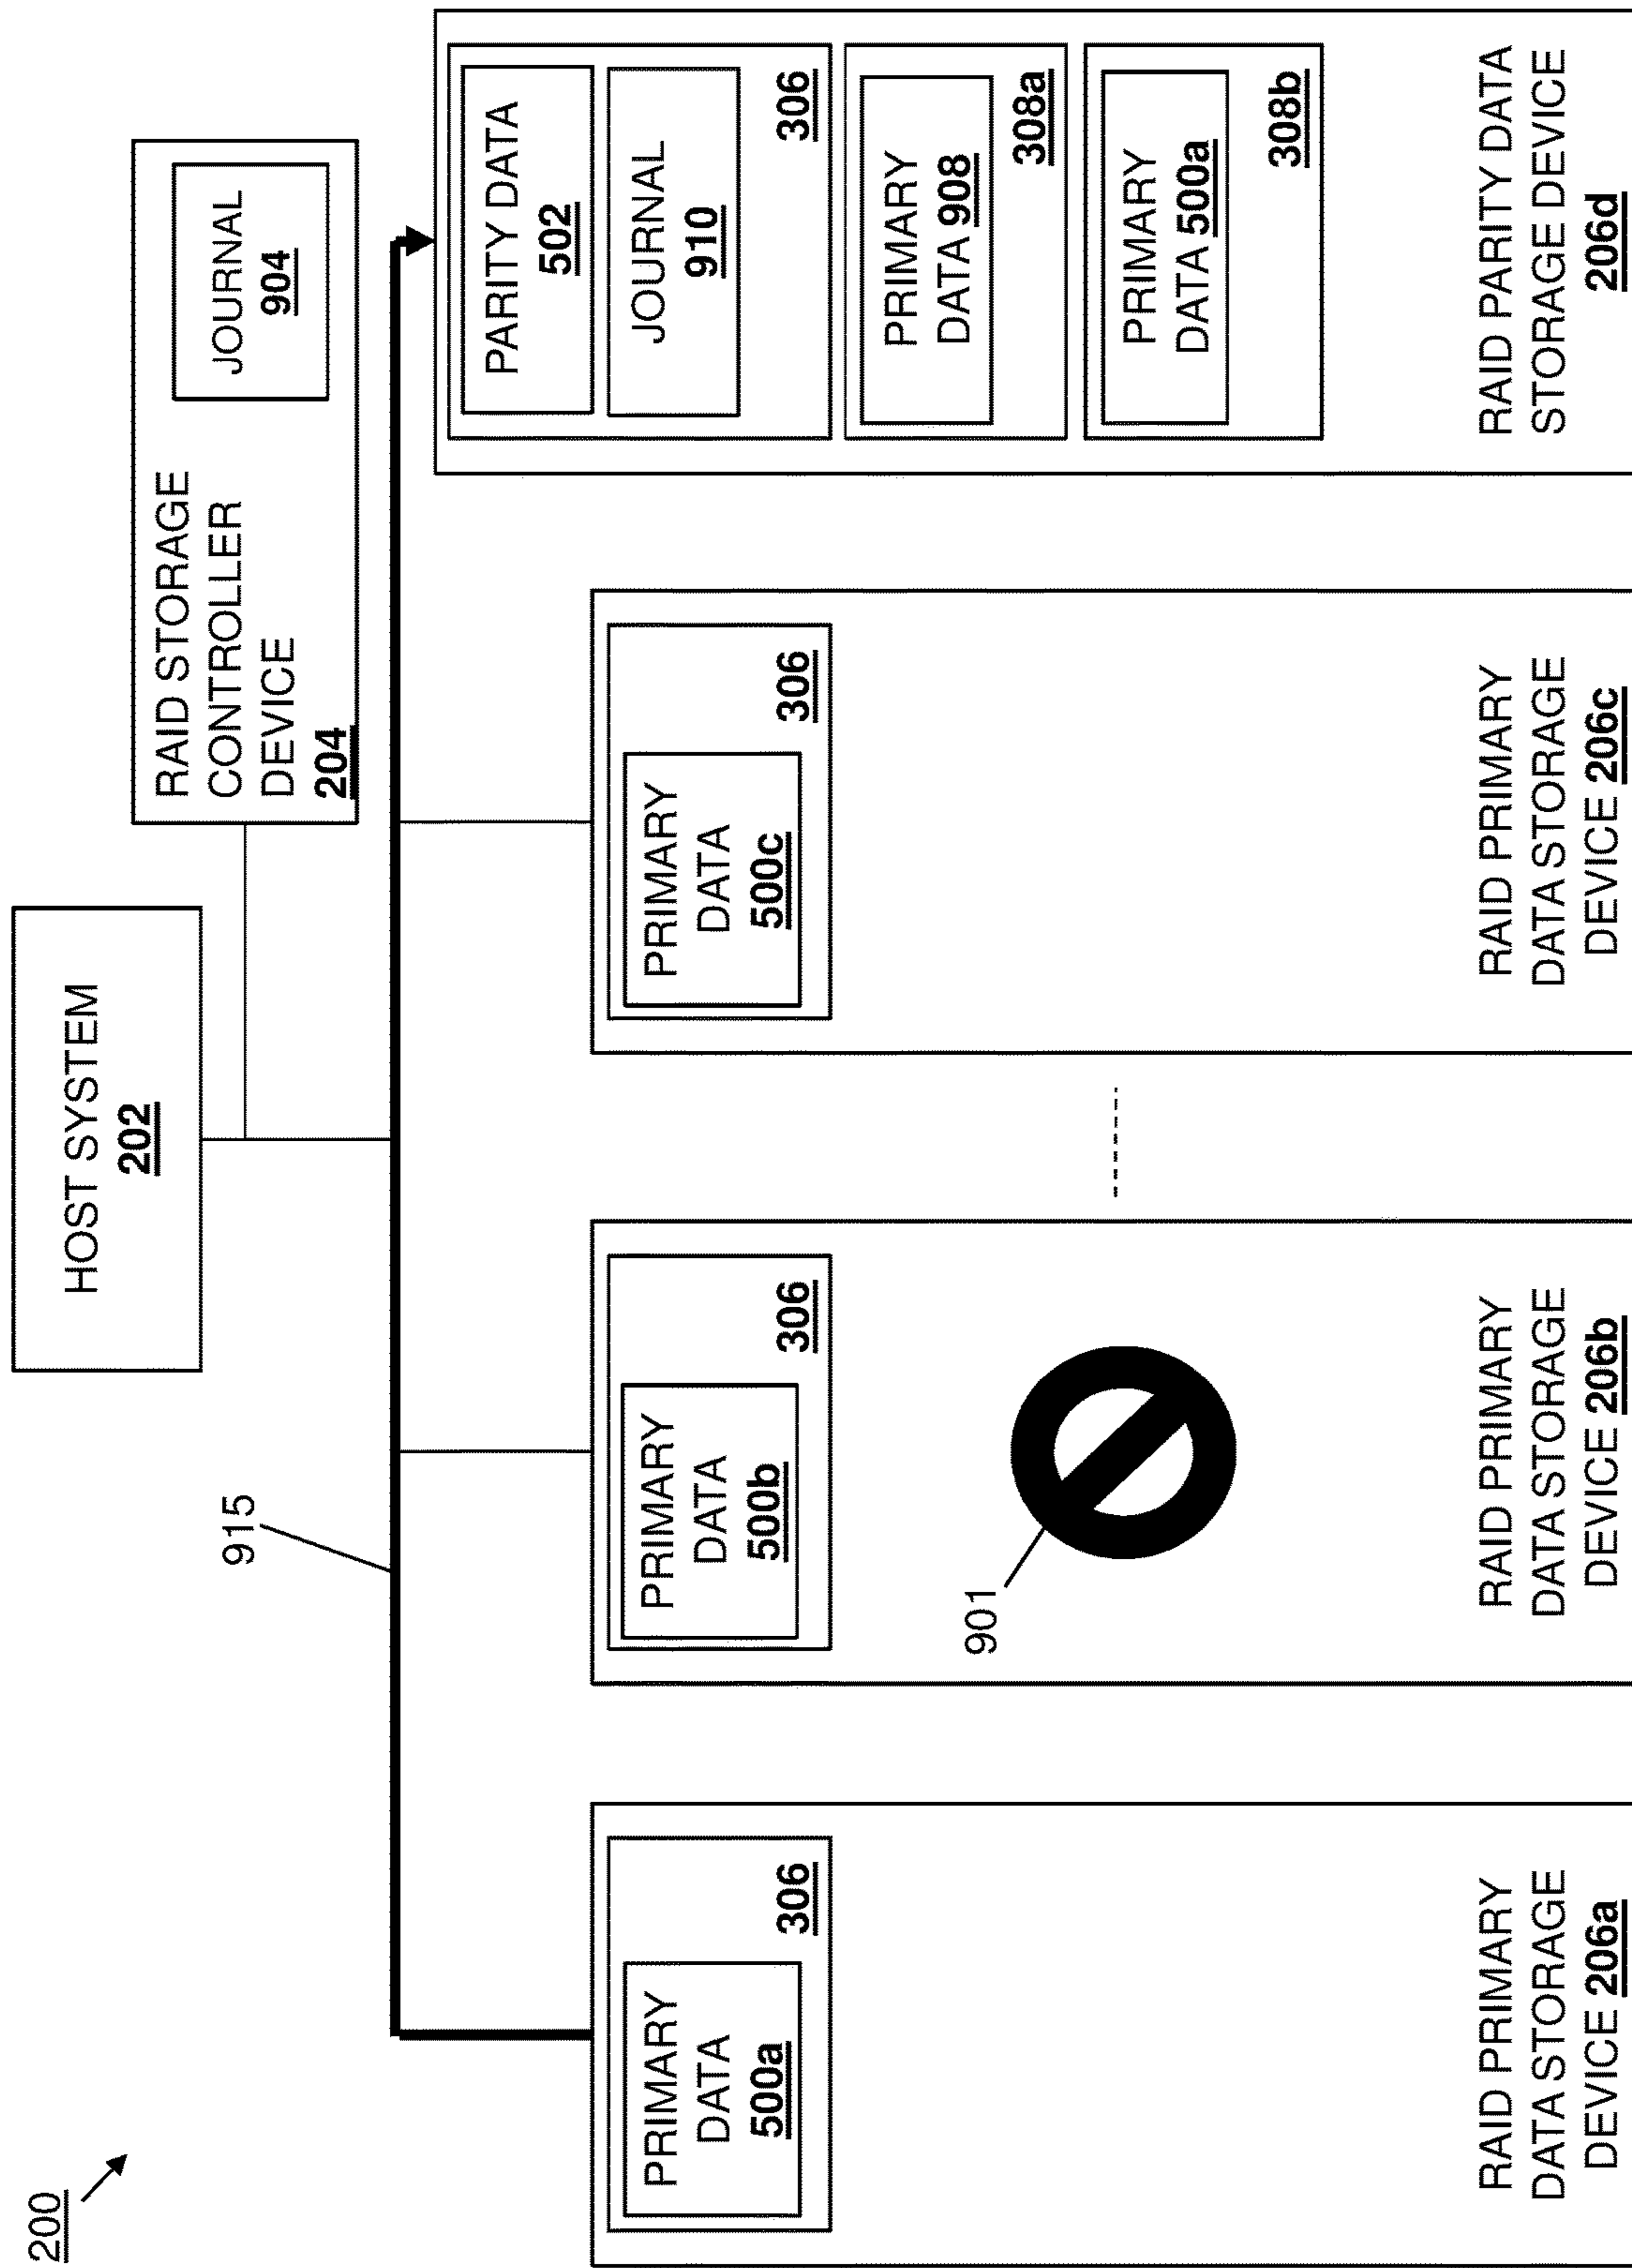 200
HOST SYSTEM
202
RAID STORAGE
CONTROLLER
DEVICE
204
JOURNAL
904
915
PRIMARY
DATA
500a
306
RAID PRIMARY
DATA STORAGE
DEVICE 206a
PRIMARY
DATA
500b
306
901
RAID PRIMARY
DATA STORAGE
DEVICE 206b
PRIMARY
DATA
500c
306
RAID PRIMARY
DATA STORAGE
DEVICE 206c
PARITY DATA
502
JOURNAL
910
306
PRIMARY
DATA 908
308a
PRIMARY
DATA 500a
308b
RAID PARITY DATA
STORAGE DEVICE
206d